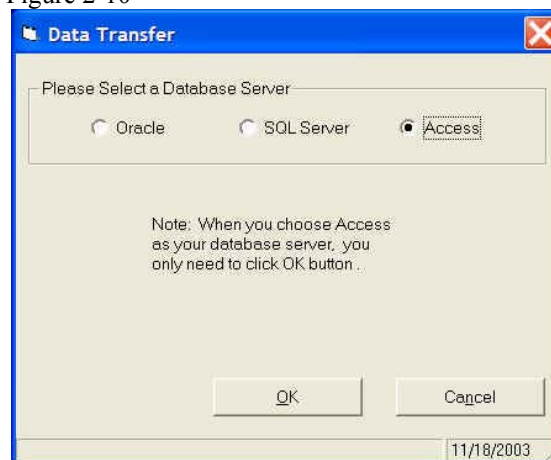 Figure 2-10
Data Transfer
Please Select a Database Server
Oracle SQL Server Access
Note: When you choose Access
as your database server, you
only need to click OK button .
OK Cancel
11/18/2003